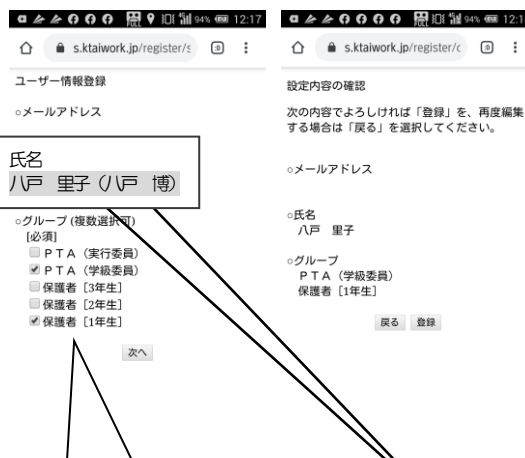 94% 12:17
s.ktaiwork.jp/register/s
ユーザー情報登録
○メールアドレス
氏名
八戸 里子（八戸 博）
○グループ (複数選択可)
[必須]
ＰＴＡ（実行委員）
ＰＴＡ（学級委員）
保護者［3年生］
保護者［2年生］
保護者［1年生］
次へ
94% 12:1
s.ktaiwork.jp/register/c
設定内容の確認
次の内容でよろしければ「登録」を、再度編集
する場合は「戻る」を選択してください。
○メールアドレス
○氏名
八戸 里子
○グループ
ＰＴＡ（学級委員）
保護者［1年生］
戻る 登録